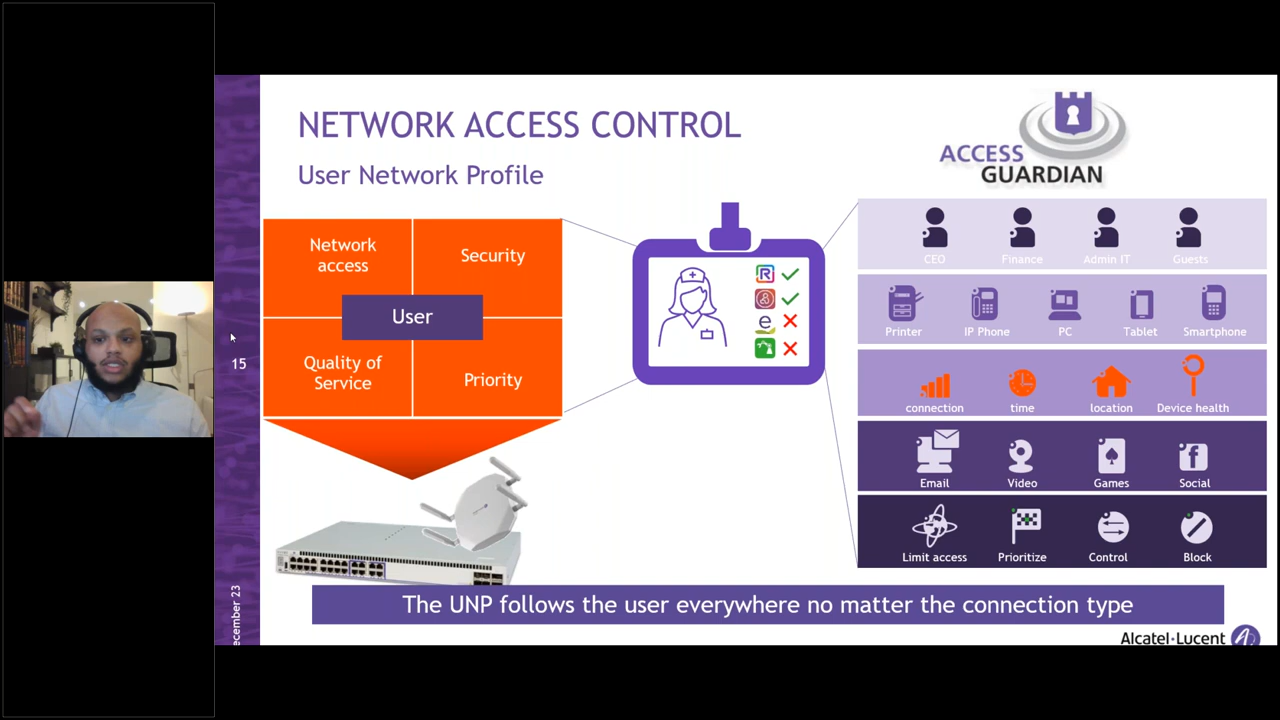 NETWORK ACCESS CONTROL
User Network Profile
ACCESS
GUARDIAN
Network
access
Security
User
Quality of
Service
Priority
R
e
CEO
Finance
Admin IT
Guests
Printer
IP Phone
PC
Tablet
Smartphone
connection
time
location
Device health
Email
Video
Games
Social
Limit access
Prioritize
Control
Block
15
ecember 23
The UNP follows the user everywhere no matter the connection type
Alcatel·Lucent